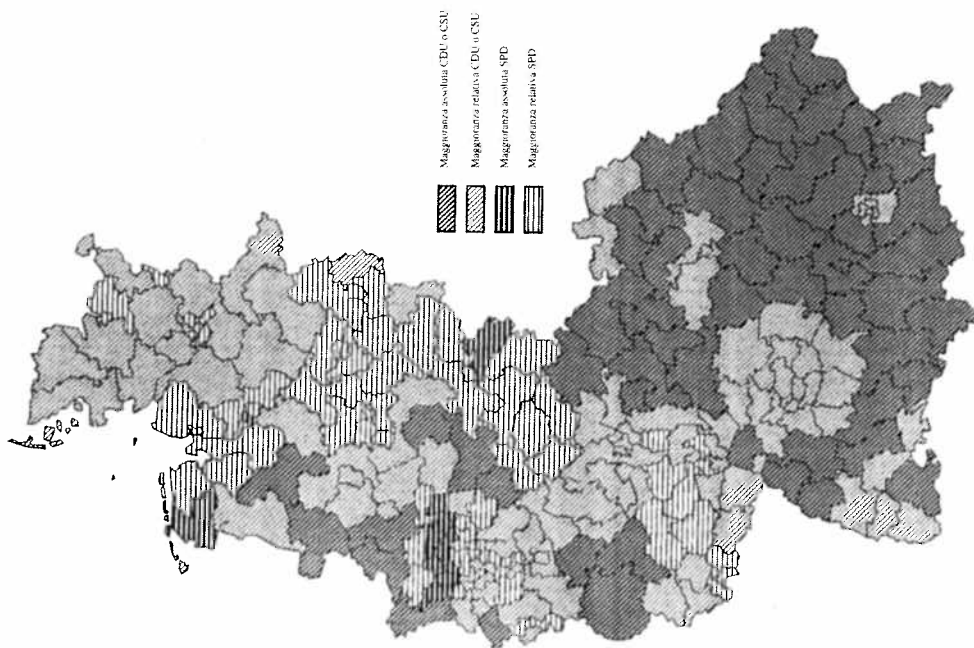 Maggioranza assoluta CDU o CSU
Maggioranza relativa CDU o CSU
Maggioranza assoluta SPD
Maggioranza relativa SPD